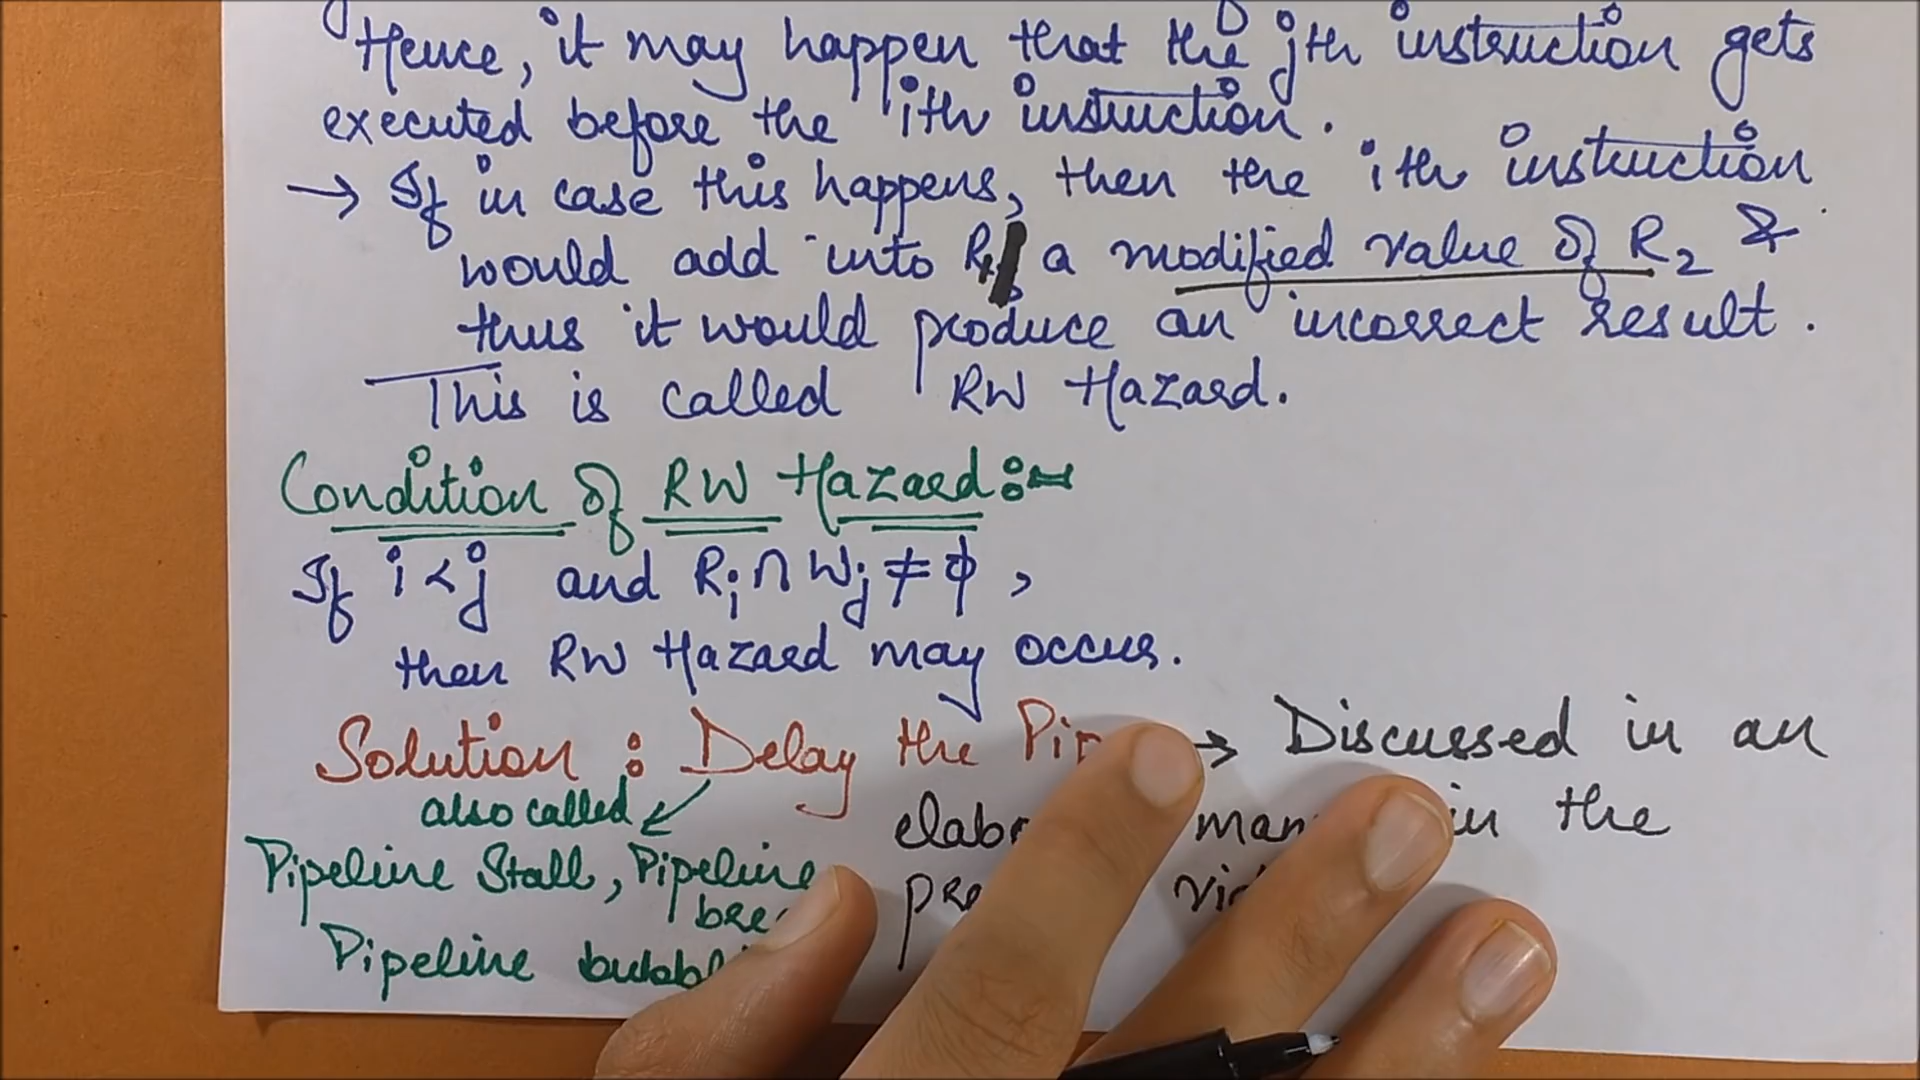 Hence, it may happen that the jth instruction gets
executed before the ith instruction.
→ If in case this happens, then the ith instruction
would add into R1 a modified value of R2 &
thus it would produce an incorrect result.
This is called RW Hazard.
Condition of RW Hazard :~
If i < j and Ri ∩ Wj ≠ ϕ ,
then RW Hazard may occur.
Solution : Delay the → Discussed in an
also called in the
Pipeline Stall, Pipeline
Pipeline